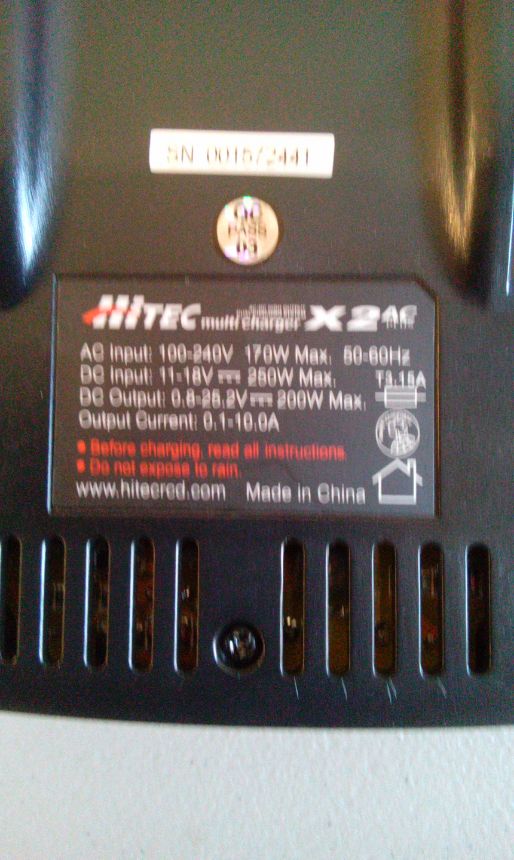 SN: 001572441
QC
PASS
HiTEC multi charger X2 AC
PLUS
AC Input: 100-240V 170W Max, 50-60Hz
DC Input: 11-18V 250W Max,
T3.15A
DC Output: 0.8-25.2V 200W Max,
Output Current: 0.1-10.0A
• Before charging, read all instructions.
• Do not expose to rain.
www.hitecrcd.com Made in China